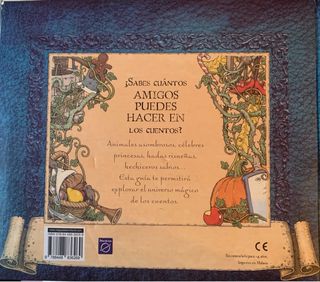 ¿SABES CUÁNTOS
AMIGOS
PUEDES
HACER EN
LOS CUENTOS?
Animales asombrosos, célebres
princesas, hadas risueñas,
hechiceros sabios...
Esta guía te permitirá
explorar el universo mágico
de los cuentos.
CE